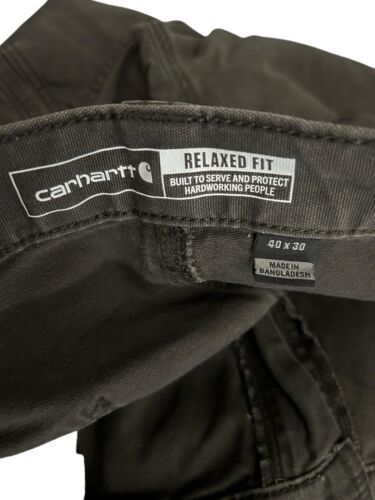 carhartt
RELAXED FIT
BUILT TO SERVE AND PROTECT
HARDWORKING PEOPLE
40 X 30
MADE IN
BANGLADESH